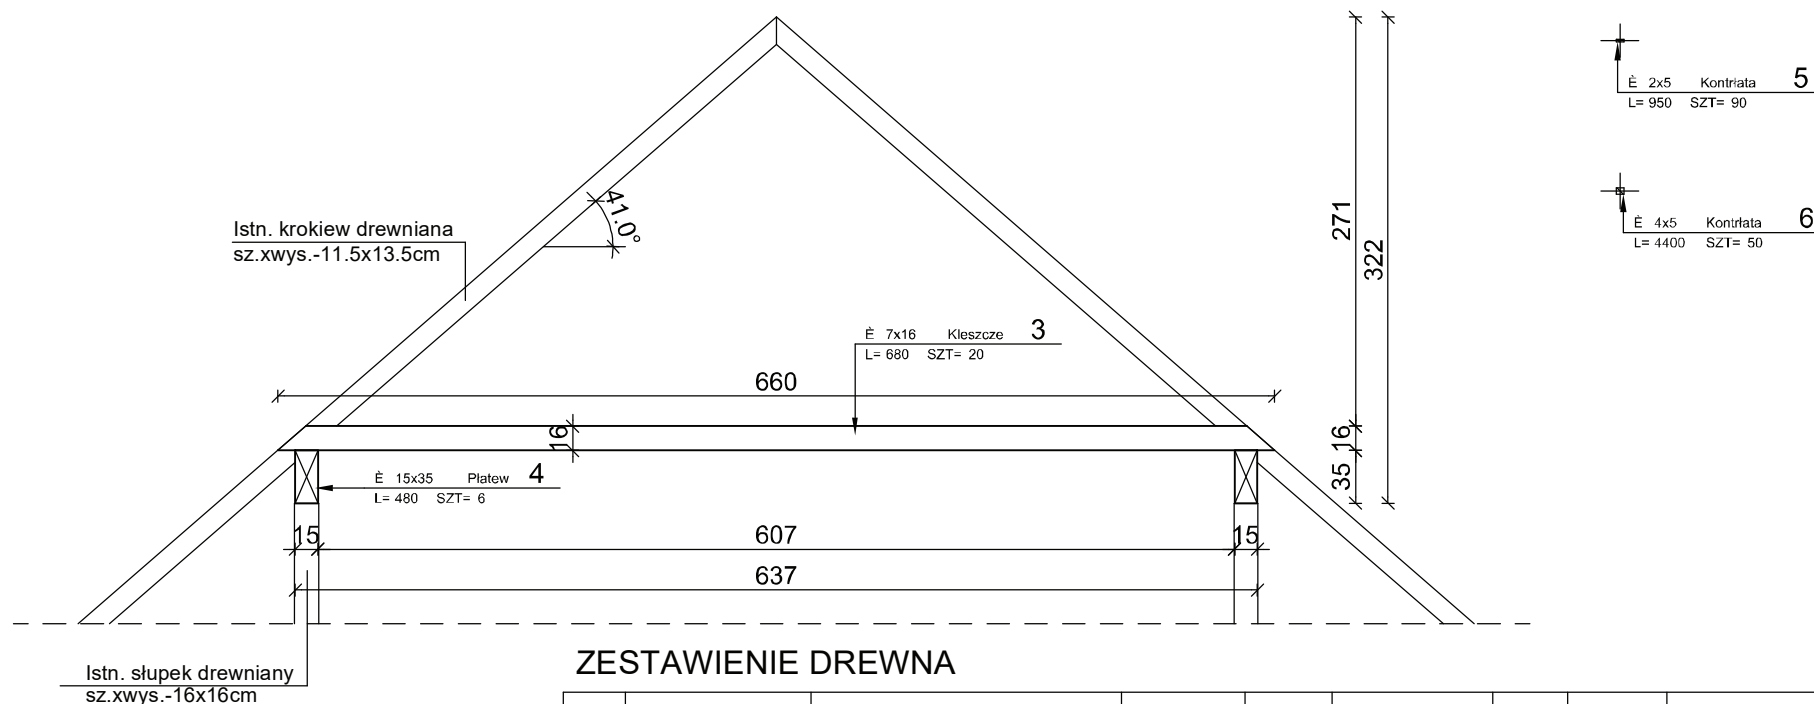 È 2x5 Kontrłata 5
L= 950 SZT= 90
È 4x5 Kontrłata 6
L= 4400 SZT= 50
271
322
41.0°
Istn. krokiew drewniana
sz.xwys.-11.5x13.5cm
È 7x16 Kleszcze 3
L= 680 SZT= 20
660
16
16
35
È 15x35 Płatew 4
L= 480 SZT= 6
15
607
15
637
ZESTAWIENIE DREWNA
Istn. słupek drewniany
sz.xwys.-16x16cm